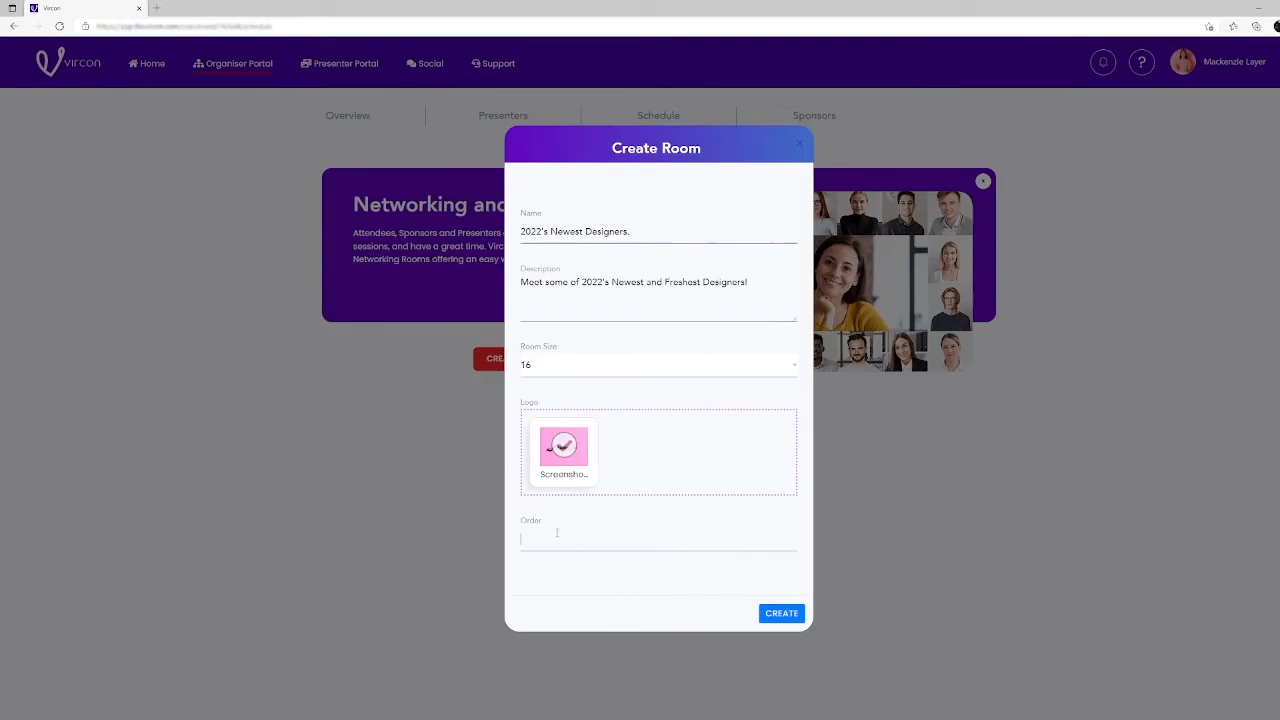 Vircon
vircon
Home
Organiser Portal
Presenter Portal
Social
Support
?
Mackenzie Layer
Overview
Presenters
Schedule
Sponsors
Create Room
×
Networking and
Attendees, Sponsors and Presenters
sessions, and have a great time. Virc
Networking Rooms offering an easy
CREA
Name
2022's Newest Designers.
Description
Meet some of 2022's Newest and Freshest Designers!
Room Size
16
Logo
Screensho...
Order
CREATE